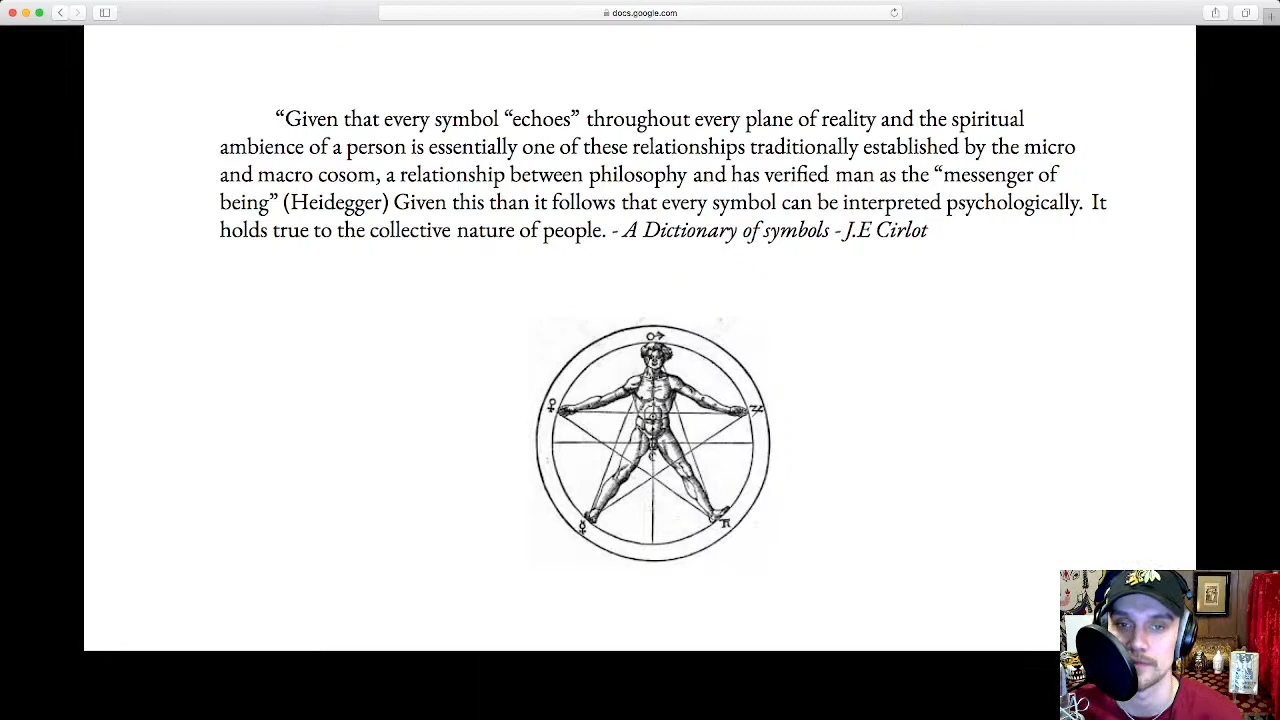 docs.google.com
“Given that every symbol “echoes” throughout every plane of reality and the spiritual
ambience of a person is essentially one of these relationships traditionally established by the micro
and macro cosom, a relationship between philosophy and has verified man as the “messenger of
being” (Heidegger) Given this than it follows that every symbol can be interpreted psychologically. It
holds true to the collective nature of people. - A Dictionary of symbols - J.E Cirlot